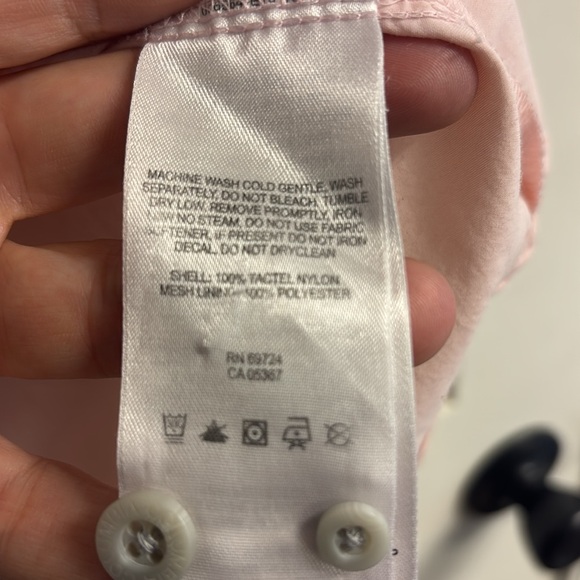 MACHINE WASH COLD GENTLE, WASH
SEPARATELY, DO NOT BLEACH, TUMBLE
DRY LOW, REMOVE PROMPTLY, IRON
LOW NO STEAM, DO NOT USE FABRIC
SOFTENER, IF PRESENT DO NOT IRON
DECAL, DO NOT DRYCLEAN
SHELL: 100% TACTEL NYLON
MESH LINING - 100% POLYESTER
RN 69724
CA 05367